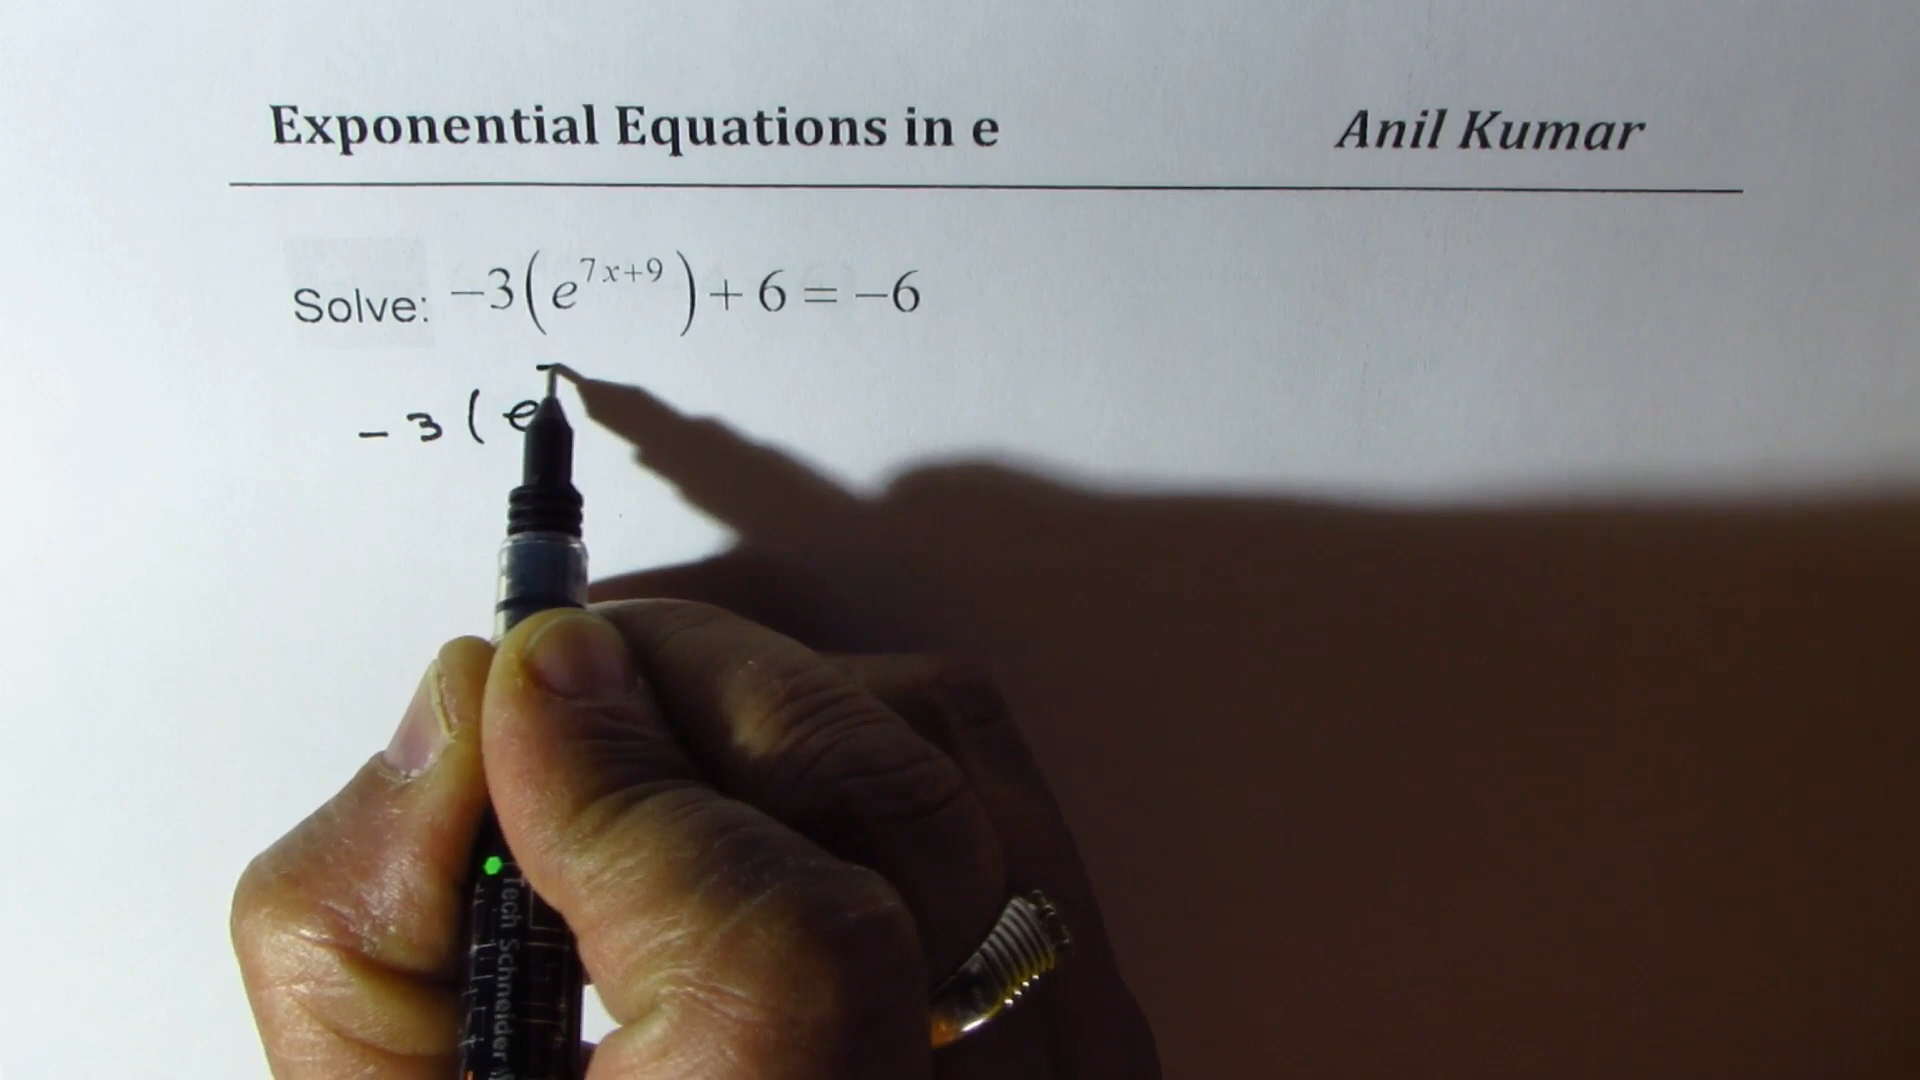 Exponential Equations in e Anil Kumar
Solve: −3(e^{7x+9}) + 6 = −6
− 3 ( e
Tech Schneider